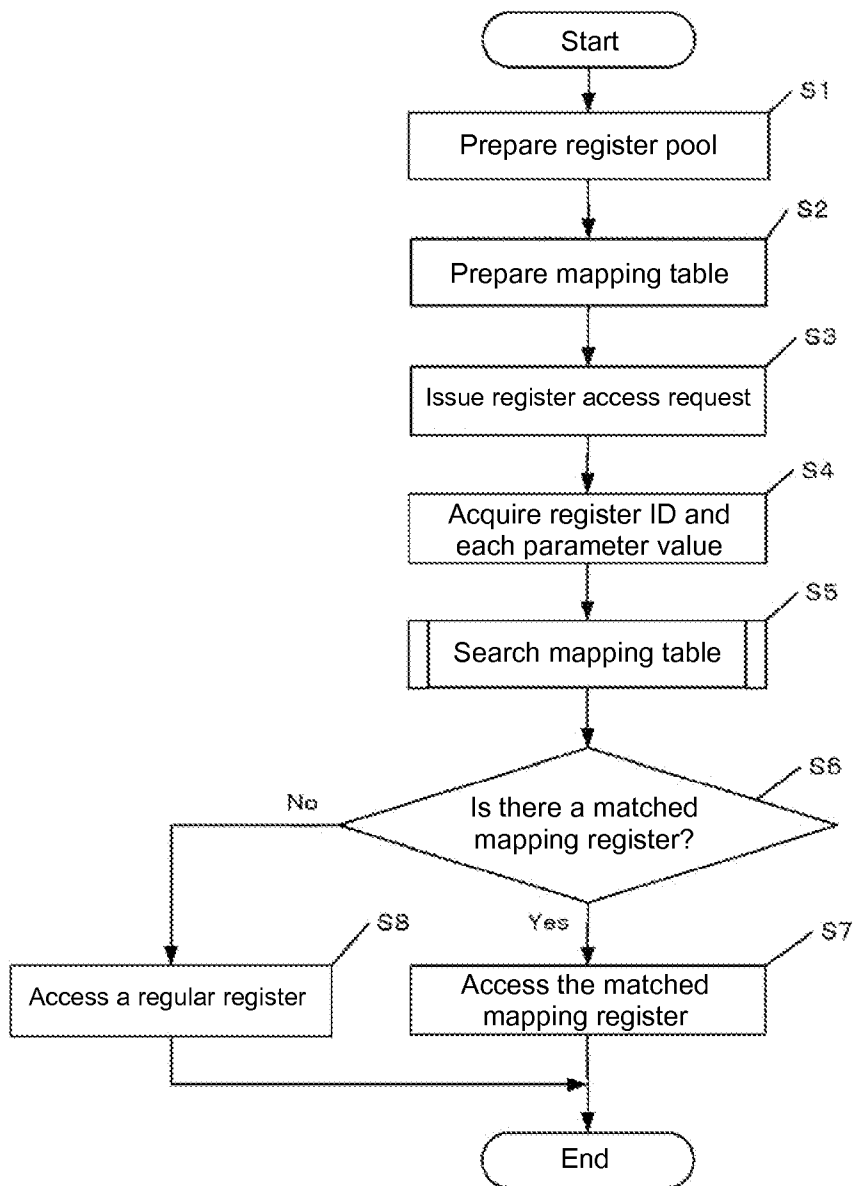 Start
S1
Prepare register pool
S2
Prepare mapping table
S3
Issue register access request
S4
Acquire register ID and
each parameter value
S5
Search mapping table
S6
Is there a matched
mapping register?
No
Yes
S8
Access a regular register
S7
Access the matched
mapping register
End